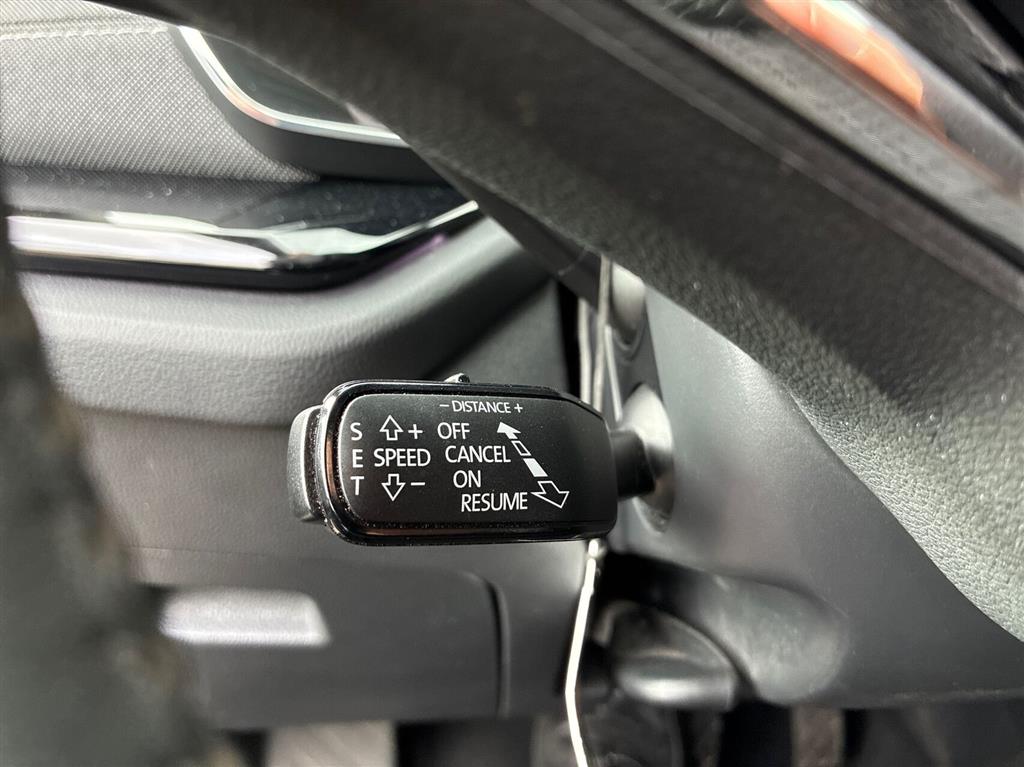 − DISTANCE +
S + OFF
E SPEED CANCEL
T − ON
RESUME